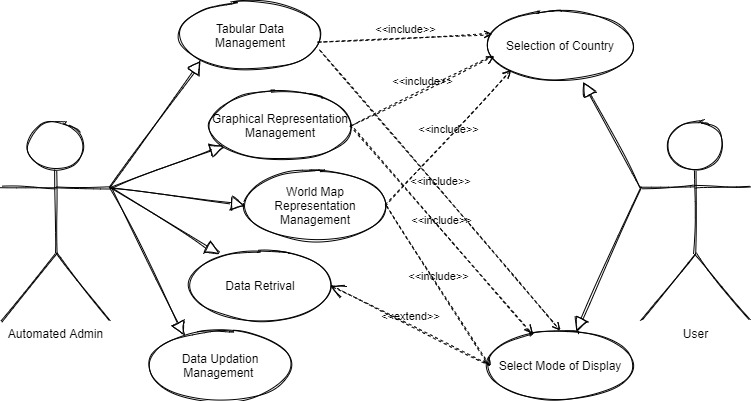 Tabular Data
Management
<<include>>
Selection of Country
<<include>>
Graphical Representation
Management
<<include>>
World Map
Representation
Management
<<include>>
<<include>>
<<include>>
Data Retrival
<<extend>>
Automated Admin
User
Data Updation
Management
Select Mode of Display